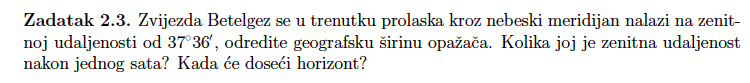 Zadatak 2.3. Zvijezda Betelgez se u trenutku prolaska kroz nebeski meridijan nalazi na zenit-
noj udaljenosti od 37°36′, odredite geografsku širinu opažača. Kolika joj je zenitna udaljenost
nakon jednog sata? Kada će doseći horizont?